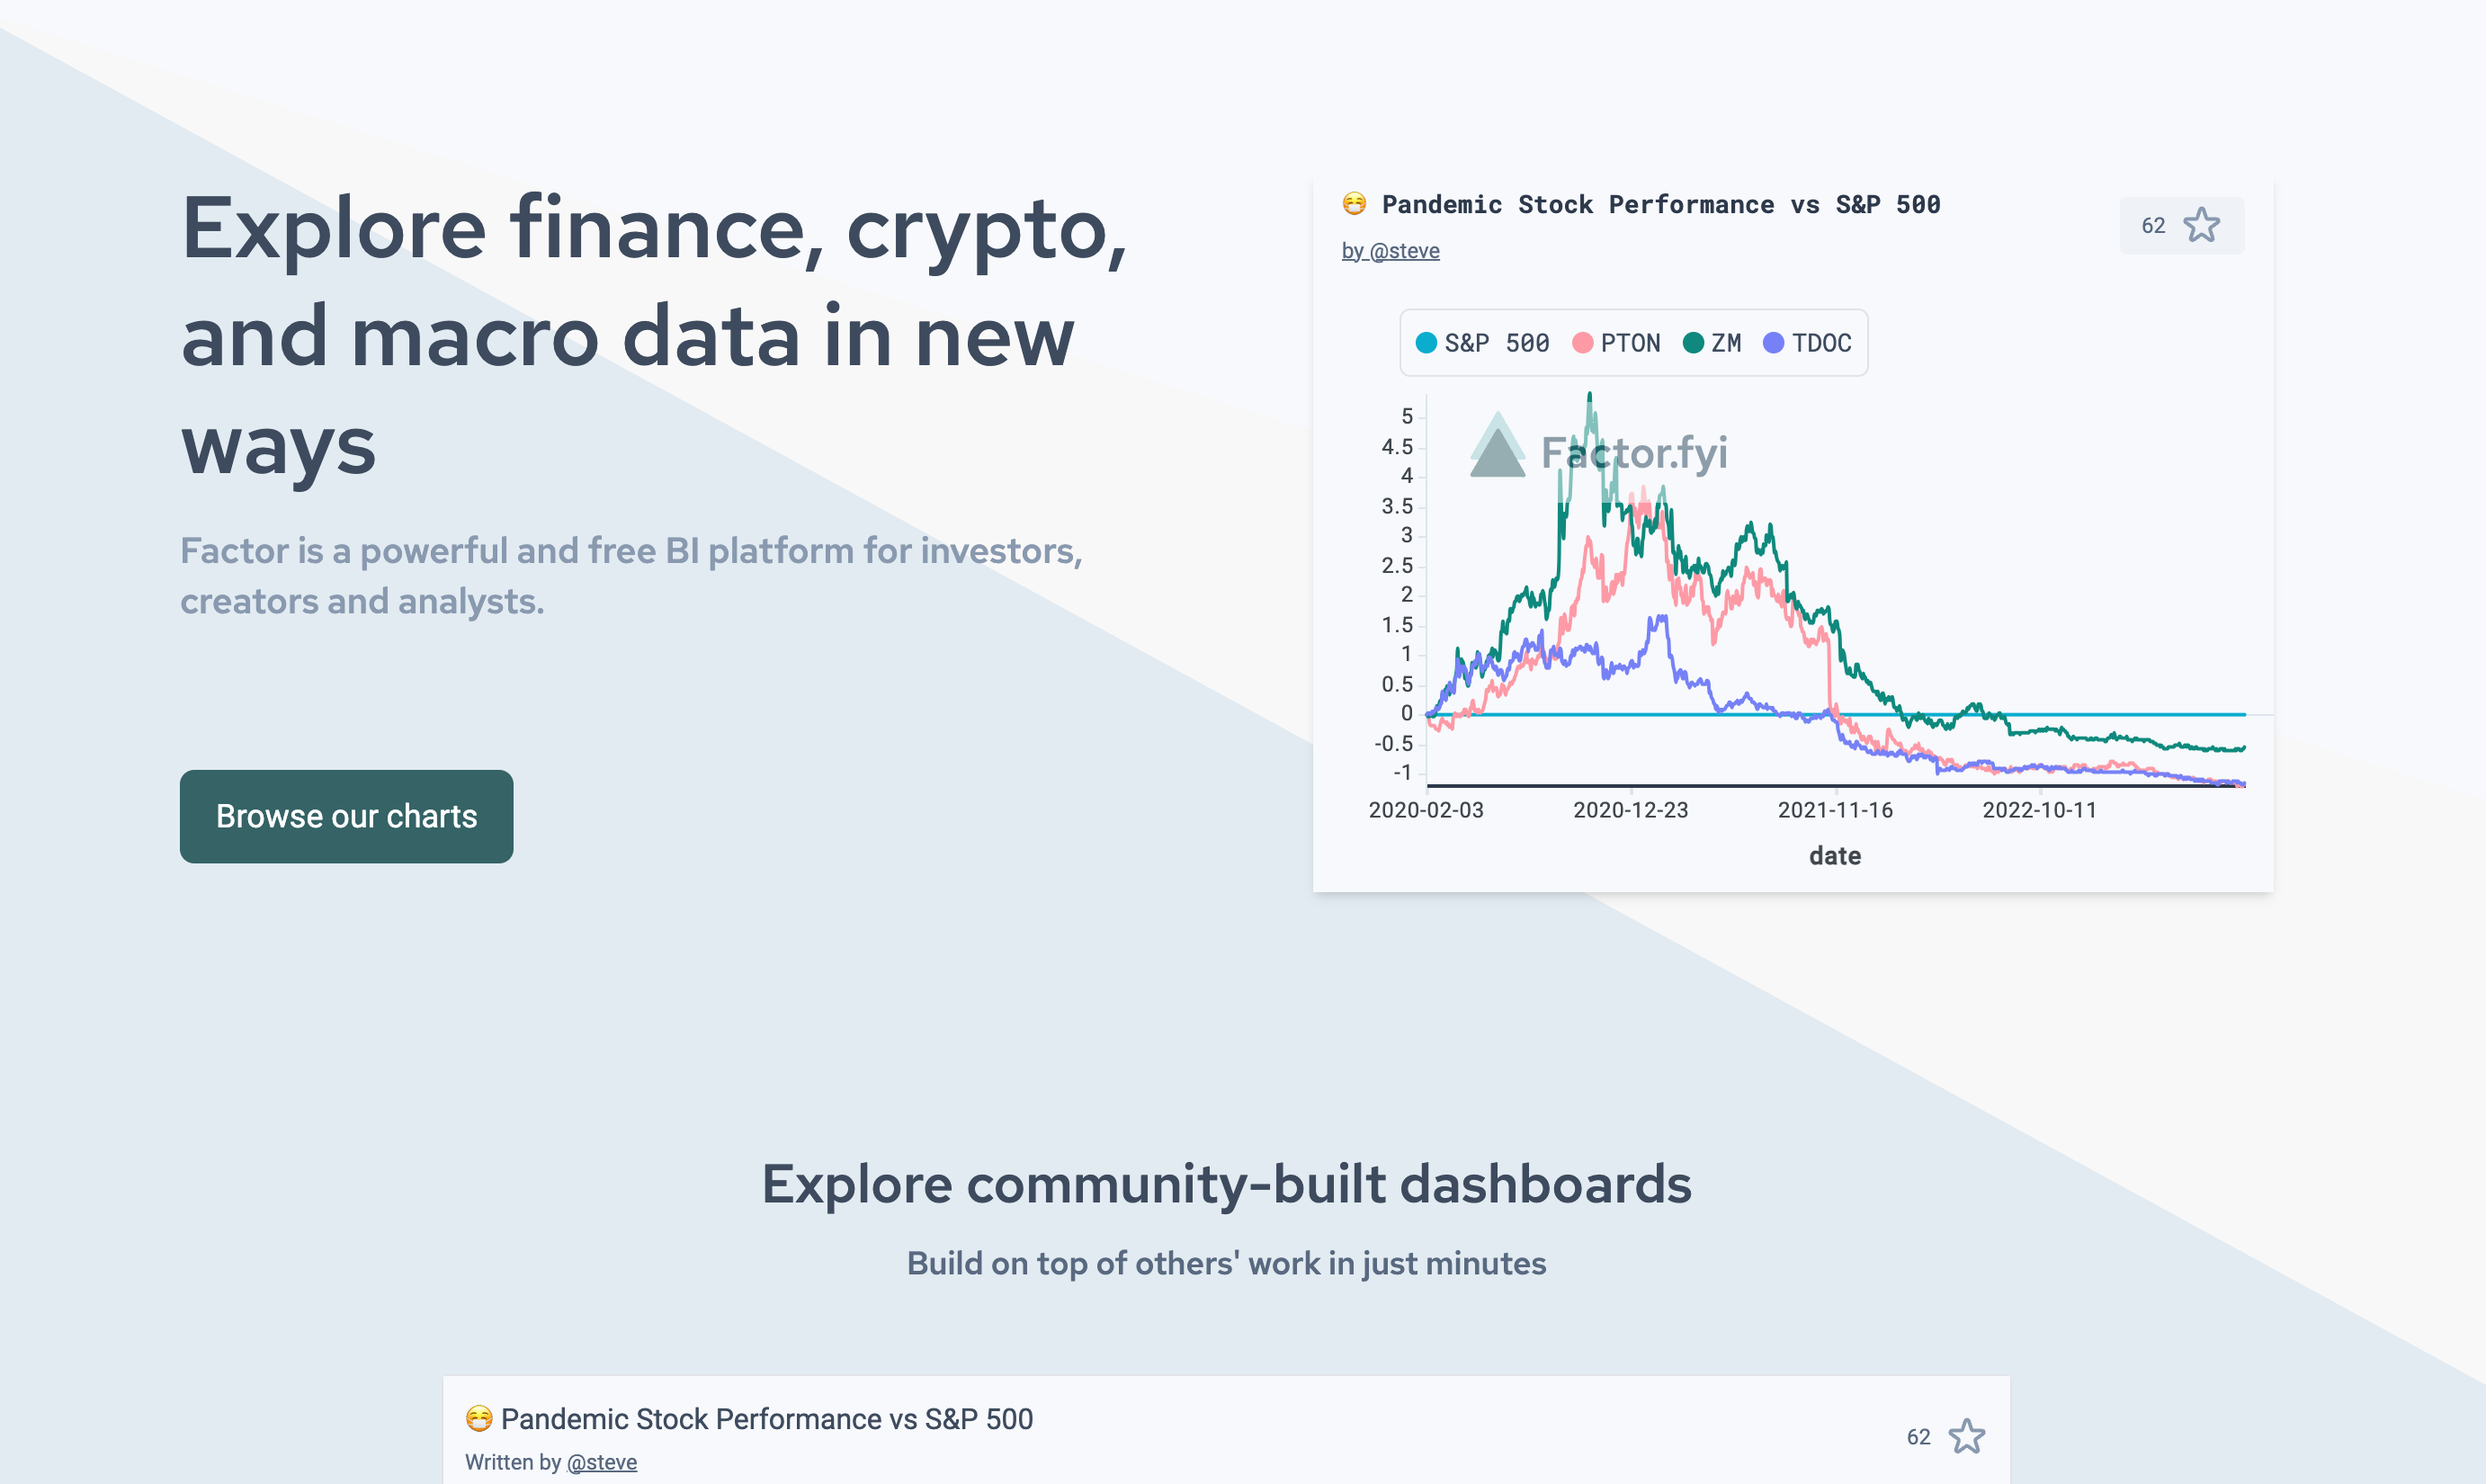 Explore finance, crypto,
and macro data in new
ways
Factor is a powerful and free BI platform for investors,
creators and analysts.
Browse our charts
Pandemic Stock Performance vs S&P 500
by @steve
62
S&P 500 PTON ZM TDOC
Factor.fyi
5
4.5
4
3.5
3
2.5
2
1.5
1
0.5
0
-0.5
-1
2020-02-03 2020-12-23 2021-11-16 2022-10-11
date
Explore community-built dashboards
Build on top of others' work in just minutes
Pandemic Stock Performance vs S&P 500
62
Written by @steve